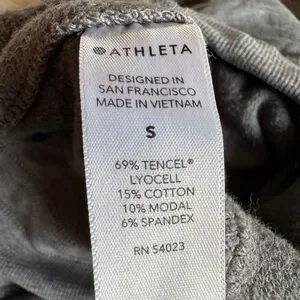 ATHLETA
DESIGNED IN
SAN FRANCISCO
MADE IN VIETNAM
S
69% TENCEL®
LYOCELL
15% COTTON
10% MODAL
6% SPANDEX
RN 54023